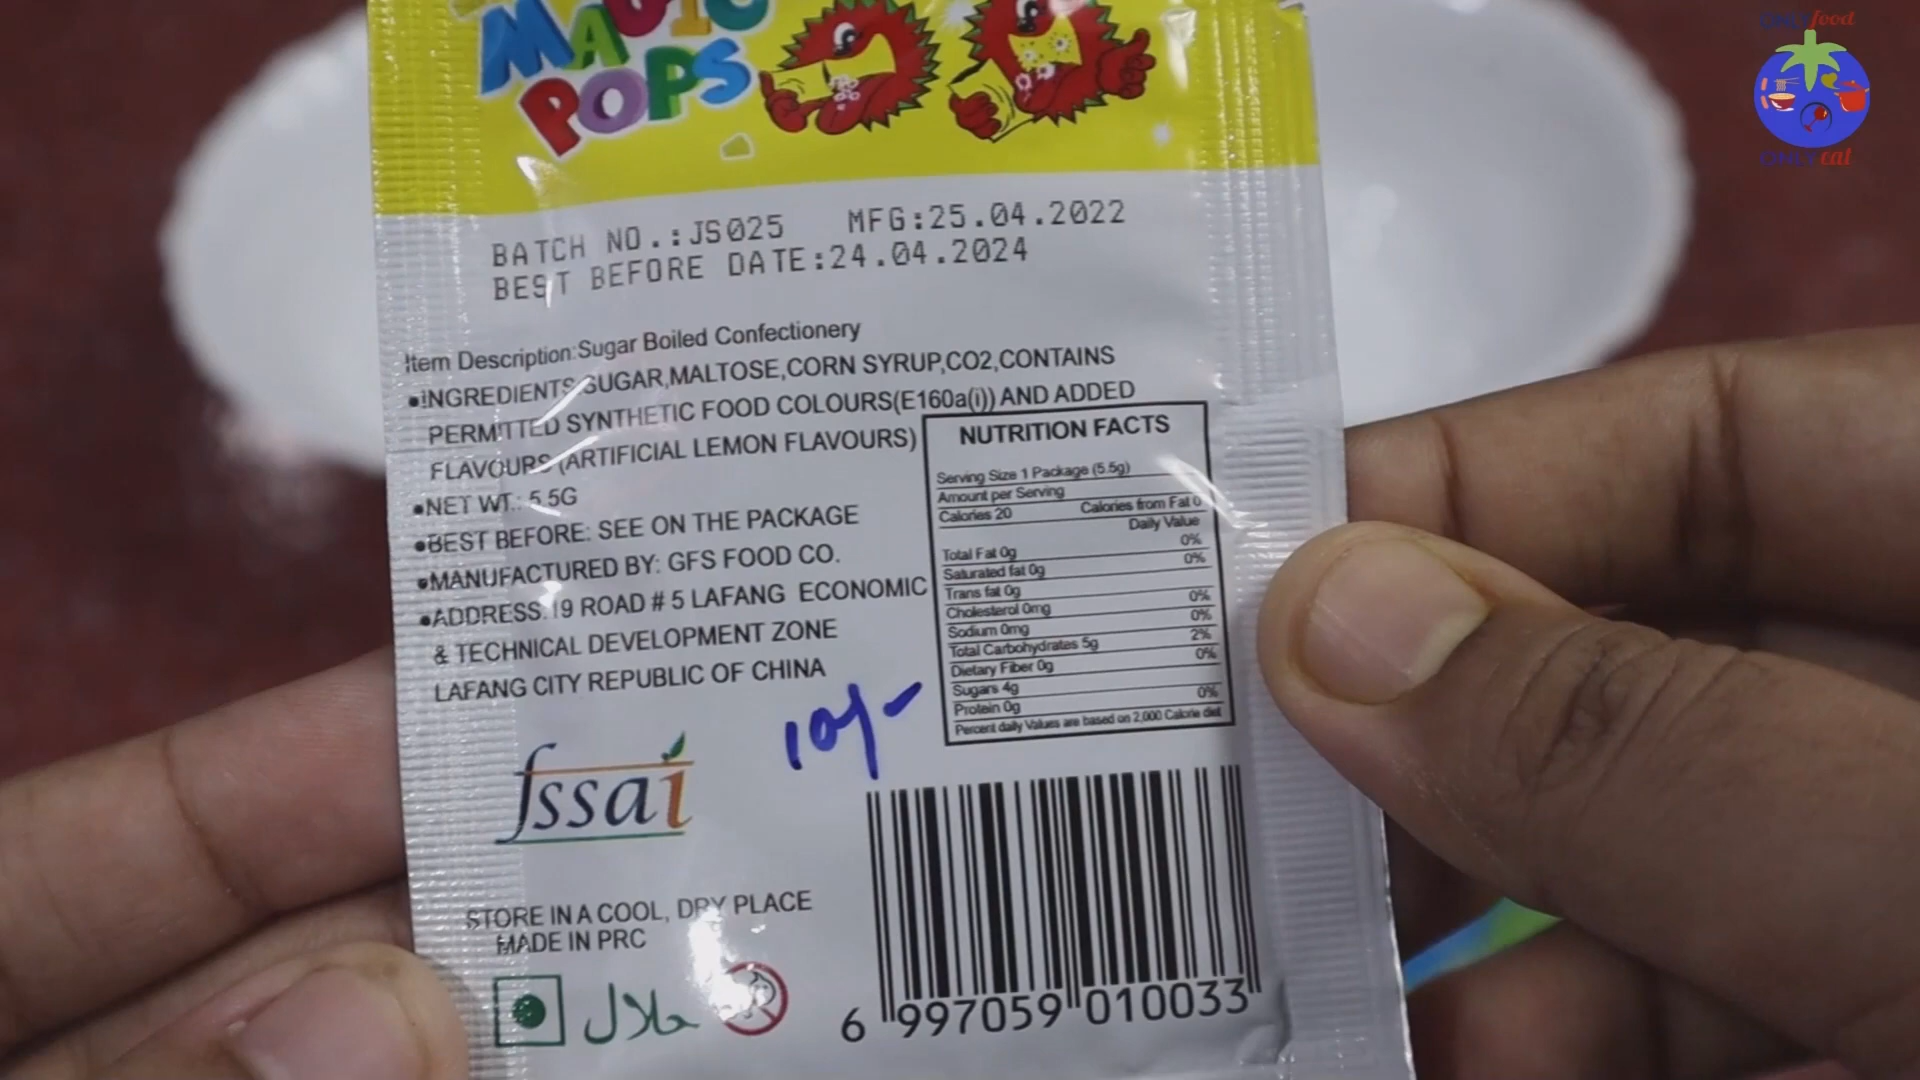 MAGIC
POPS
ONLY food
ONLY eat
BATCH NO.:JS025 MFG:25.04.2022
BEST BEFORE DATE:24.04.2024
Item Description:Sugar Boiled Confectionery
•INGREDIENTS SUGAR,MALTOSE,CORN SYRUP,CO2,CONTAINS
PERMITTED SYNTHETIC FOOD COLOURS(E160a(i)) AND ADDED
FLAVOURS (ARTIFICIAL LEMON FLAVOURS)
•NET WT.: 5.5G
•BEST BEFORE: SEE ON THE PACKAGE
•MANUFACTURED BY: GFS FOOD CO.
•ADDRESS:19 ROAD # 5 LAFANG ECONOMIC
& TECHNICAL DEVELOPMENT ZONE
LAFANG CITY REPUBLIC OF CHINA
NUTRITION FACTS
Serving Size 1 Package (5.5g)
Amount per Serving
Calories 20 Calories from Fat 0
Daily Value
Total Fat 0g 0%
Saturated fat 0g 0%
Trans fat 0g
Cholesterol 0mg 0%
Sodium 0mg 0%
Total Carbohydrates 5g 2%
Dietary Fiber 0g 0%
Sugars 4g
Protein 0g 0%
Percent daily Values are based on 2,000 Calorie diet
10/-
fssai
STORE IN A COOL, DRY PLACE
MADE IN PRC
حلال
6 997059 010033